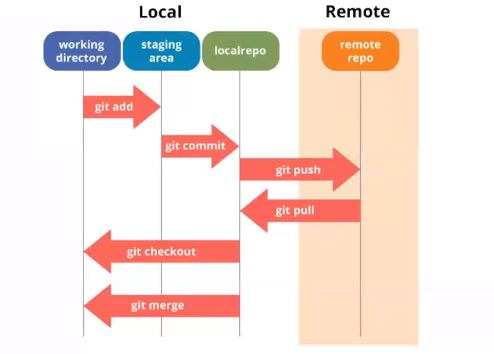 Local
Remote
working
directory
staging
area
localrepo
remote
repo
git add
git commit
git push
git pull
git checkout
git merge